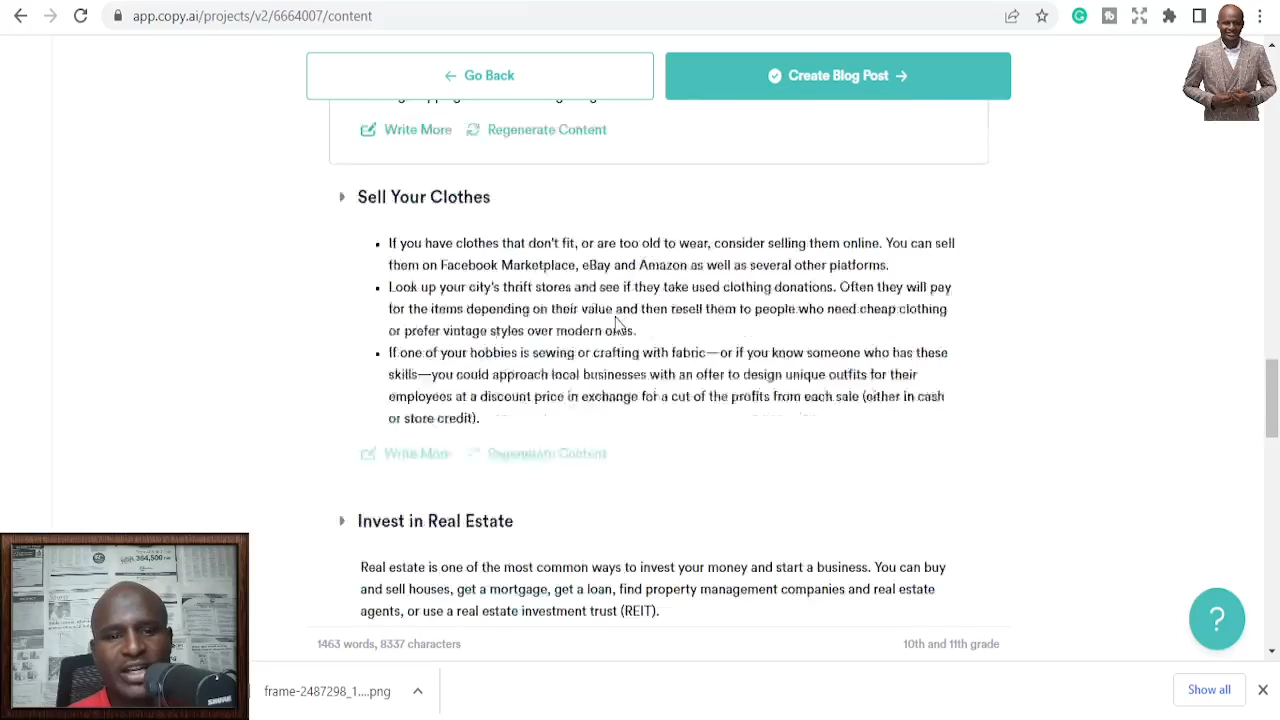 app.copy.ai/projects/v2/6664007/content
Go Back
Create Blog Post
Write More
Regenerate Content
Sell Your Clothes
If you have clothes that don't fit, or are too old to wear, consider selling them online. You can sell
them on Facebook Marketplace, eBay and Amazon as well as several other platforms.
Look up your city's thrift stores and see if they take used clothing donations. Often they will pay
for the items depending on their value and then resell them to people who need cheap clothing
or prefer vintage styles over modern ones.
If one of your hobbies is sewing or crafting with fabric—or if you know someone who has these
skills—you could approach local businesses with an offer to design unique outfits for their
employees at a discount price in exchange for a cut of the profits from each sale (either in cash
or store credit).
Write More
Regenerate Content
Invest in Real Estate
Real estate is one of the most common ways to invest your money and start a business. You can buy
and sell houses, get a mortgage, get a loan, find property management companies and real estate
agents, or use a real estate investment trust (REIT).
1463 words, 8337 characters
10th and 11th grade
?
frame-2487298_1....png
Show all
364,500
SHURE